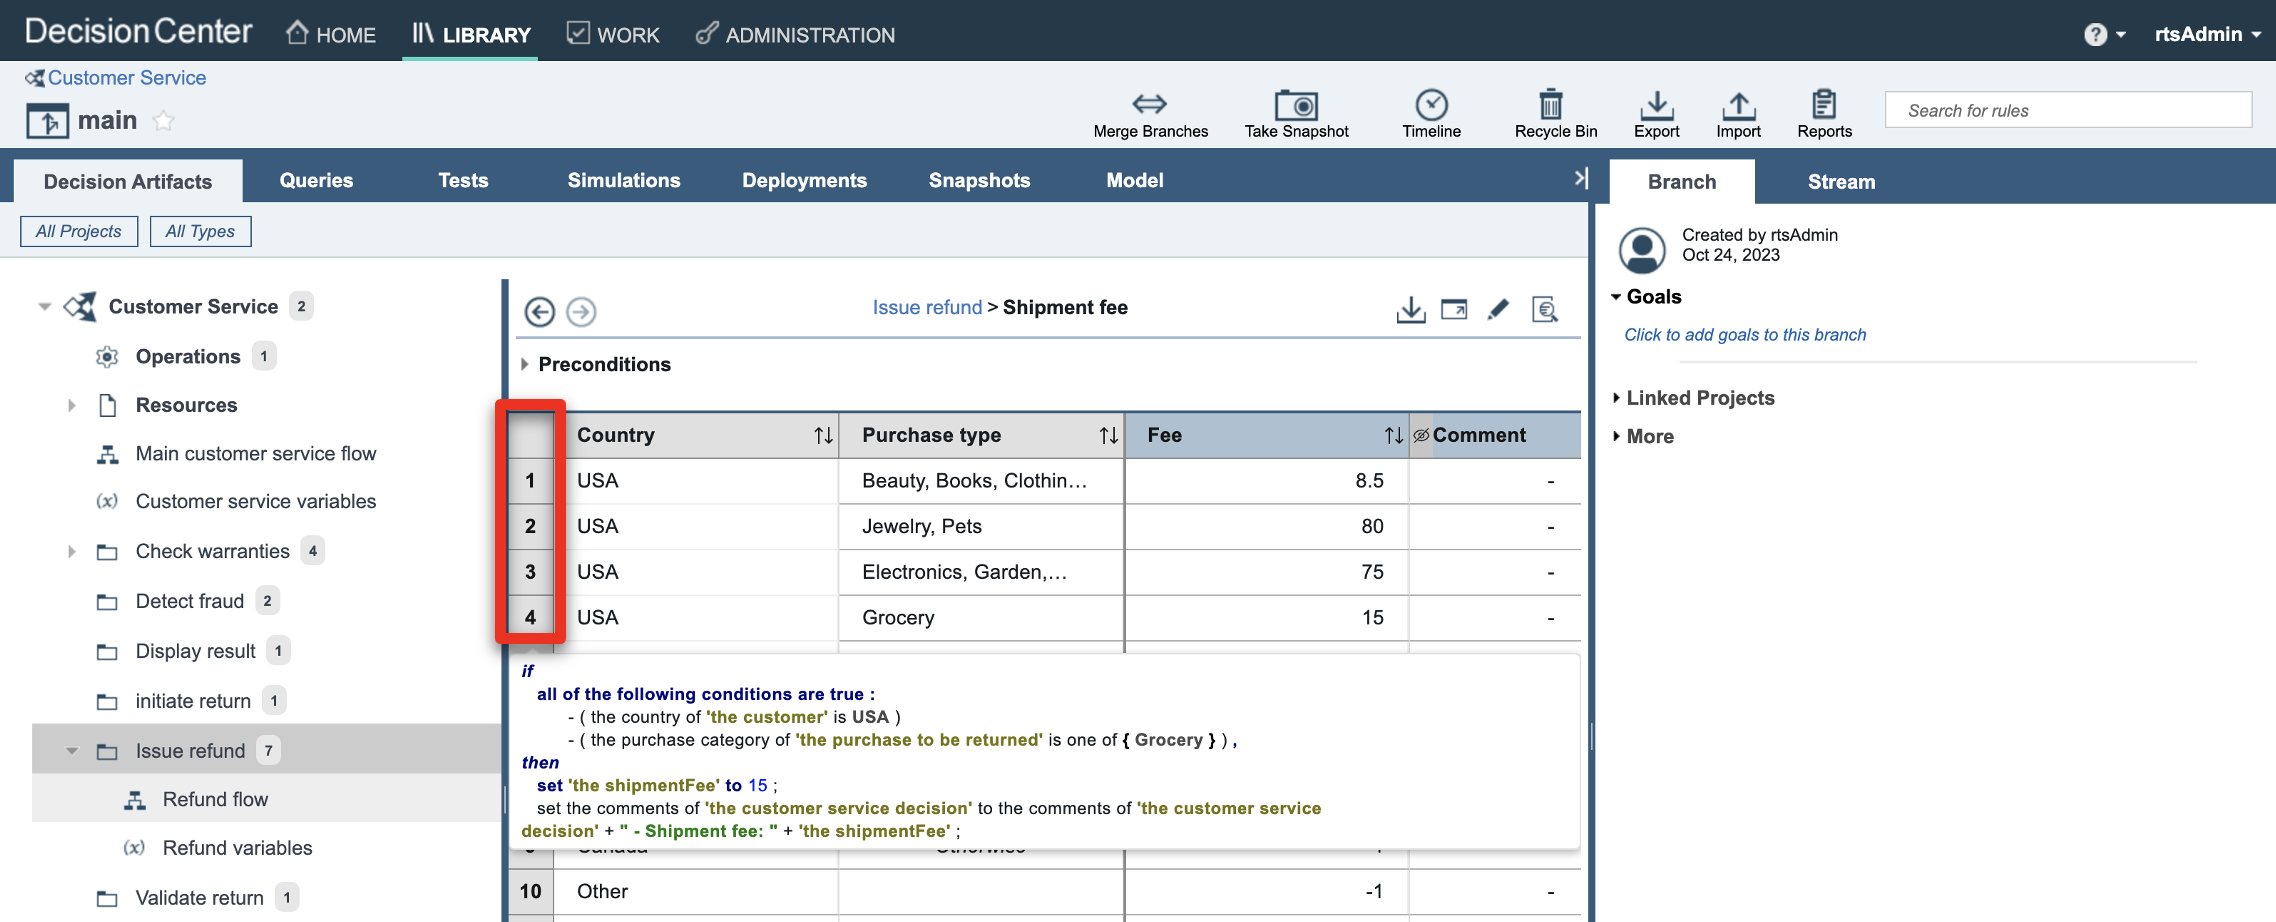 Decision Center HOME LIBRARY WORK ADMINISTRATION ? rtsAdmin
Customer Service
main
Merge Branches Take Snapshot Timeline Recycle Bin Export Import Reports Search for rules
Decision Artifacts Queries Tests Simulations Deployments Snapshots Model Branch Stream
All Projects All Types
Created by rtsAdmin
Oct 24, 2023
Goals
Click to add goals to this branch
Linked Projects
More
Customer Service 2
Operations 1
Resources
Main customer service flow
(x) Customer service variables
Check warranties 4
Detect fraud 2
Display result 1
initiate return 1
Issue refund 7
Refund flow
(x) Refund variables
Validate return 1
Issue refund > Shipment fee
Preconditions
Country Purchase type Fee Comment
1 USA Beauty, Books, Clothin... 8.5 -
2 USA Jewelry, Pets 80 -
3 USA Electronics, Garden,... 75 -
4 USA Grocery 15 -
if
all of the following conditions are true :
- ( the country of 'the customer' is USA )
- ( the purchase category of 'the purchase to be returned' is one of { Grocery } ) ,
then
set 'the shipmentFee' to 15 ;
set the comments of 'the customer service decision' to the comments of 'the customer service
decision' + " - Shipment fee: " + 'the shipmentFee' ;
10 Other -1 -